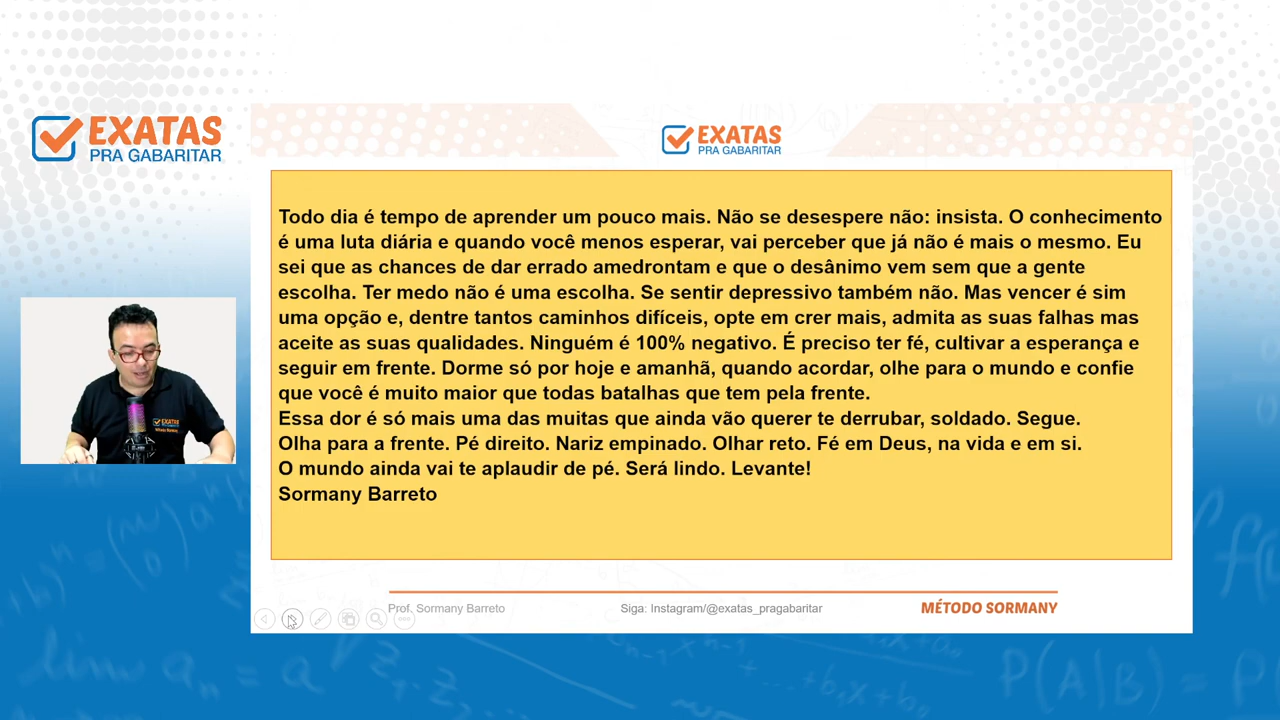 EXATAS
PRA GABARITAR
EXATAS
PRA GABARITAR
Todo dia é tempo de aprender um pouco mais. Não se desespere não: insista. O conhecimento
é uma luta diária e quando você menos esperar, vai perceber que já não é mais o mesmo. Eu
sei que as chances de dar errado amedrontam e que o desânimo vem sem que a gente
escolha. Ter medo não é uma escolha. Se sentir depressivo também não. Mas vencer é sim
uma opção e, dentre tantos caminhos difíceis, opte em crer mais, admita as suas falhas mas
aceite as suas qualidades. Ninguém é 100% negativo. É preciso ter fé, cultivar a esperança e
seguir em frente. Dorme só por hoje e amanhã, quando acordar, olhe para o mundo e confie
que você é muito maior que todas batalhas que tem pela frente.
Essa dor é só mais uma das muitas que ainda vão querer te derrubar, soldado. Segue.
Olha para a frente. Pé direito. Nariz empinado. Olhar reto. Fé em Deus, na vida e em si.
O mundo ainda vai te aplaudir de pé. Será lindo. Levante!
Sormany Barreto
EXATAS
Prof. Sormany Barreto
Siga: Instagram/@exatas_pragabaritar
MÉTODO SORMANY
lim aₙ = a
P(A|B) =